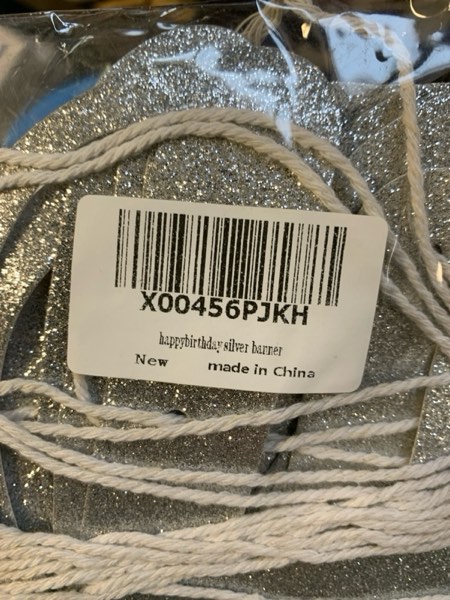 X00456PJKH
happybirthday silver banner
New made in China